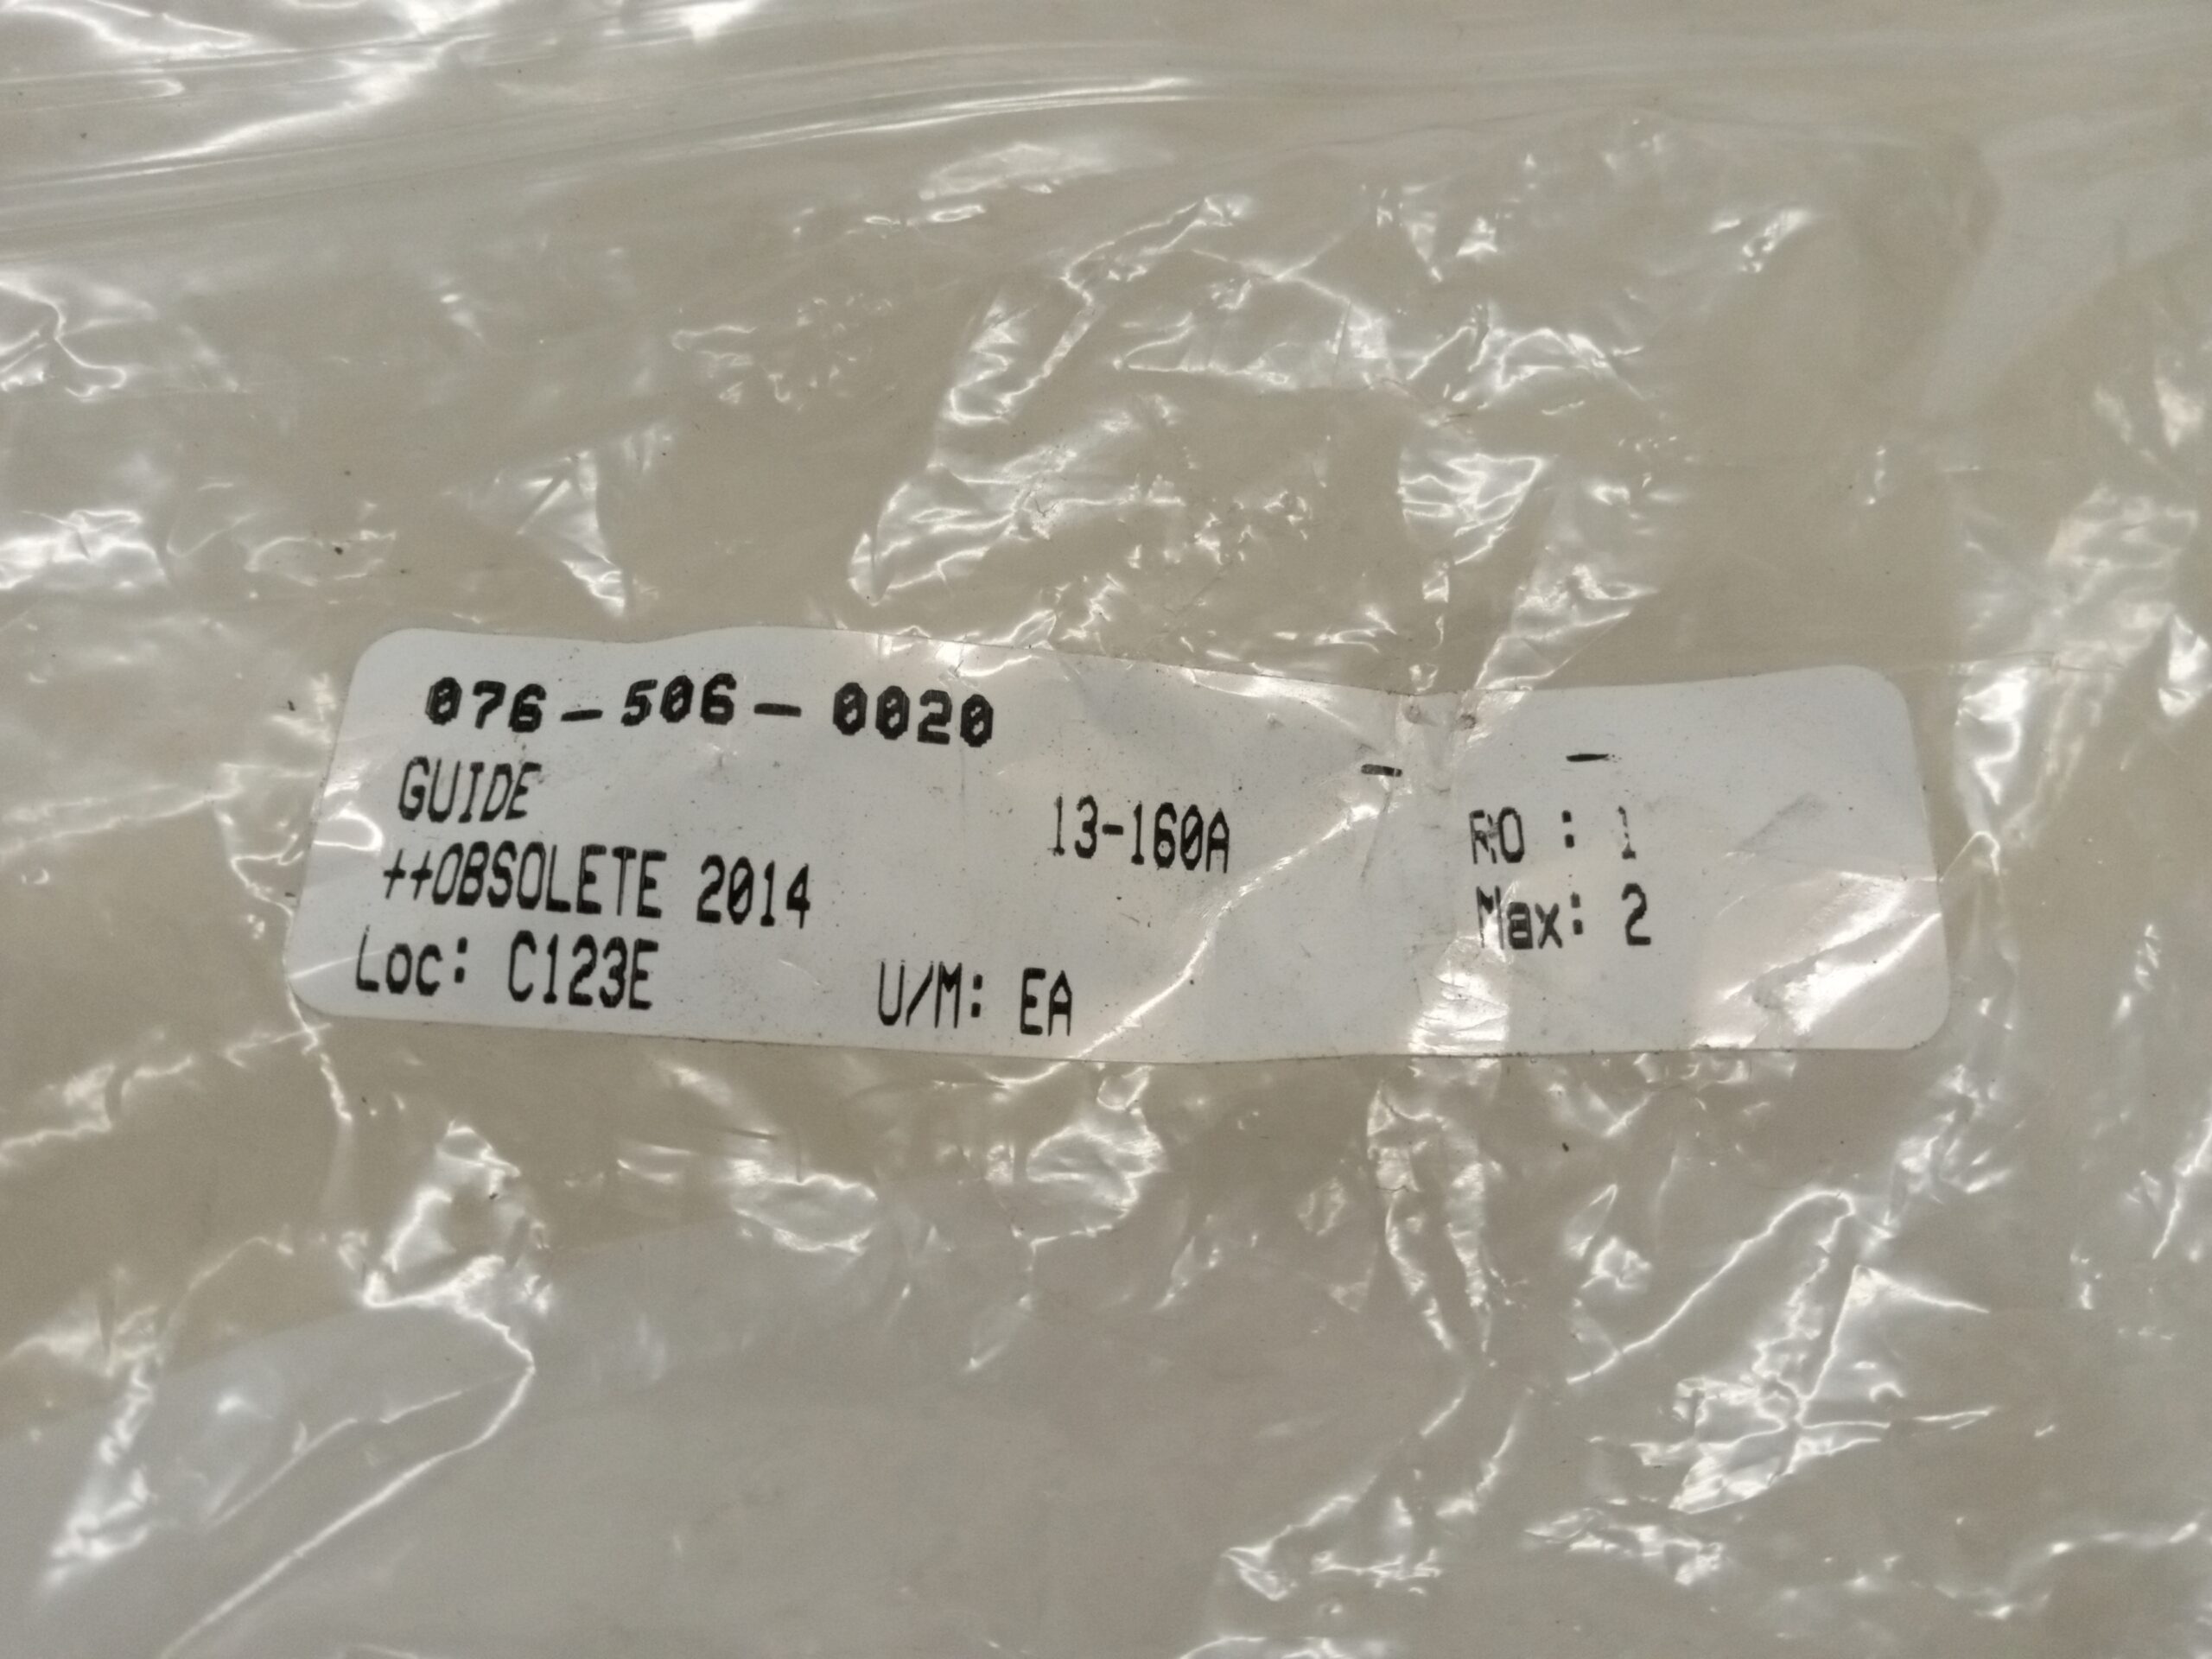 076-506-0020 - -
GUIDE 13-160A RO : 1
++OBSOLETE 2014 Max: 2
Loc: C123E U/M: EA